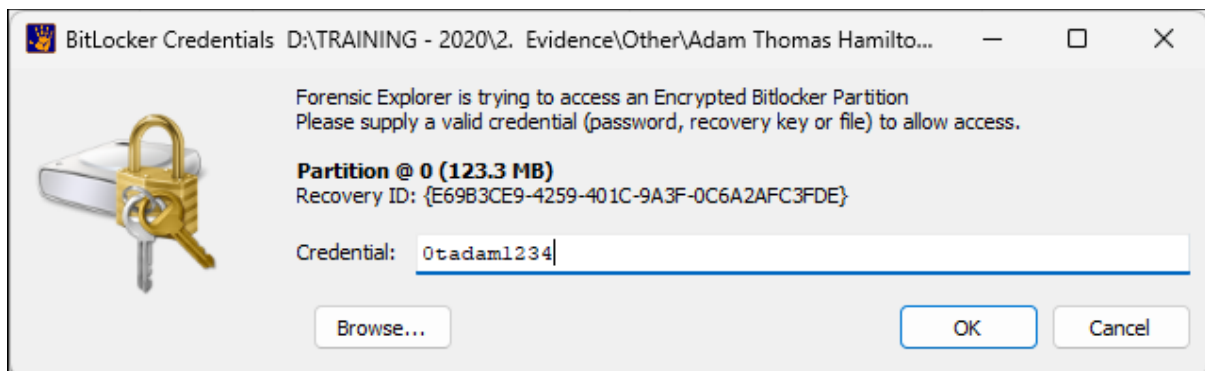 BitLocker Credentials D:\TRAINING - 2020\2. Evidence\Other\Adam Thomas Hamilto...
Forensic Explorer is trying to access an Encrypted Bitlocker Partition
Please supply a valid credential (password, recovery key or file) to allow access.
Partition @ 0 (123.3 MB)
Recovery ID: {E69B3CE9-4259-401C-9A3F-0C6A2AFC3FDE}
Credential: 0tadam1234
Browse... OK Cancel